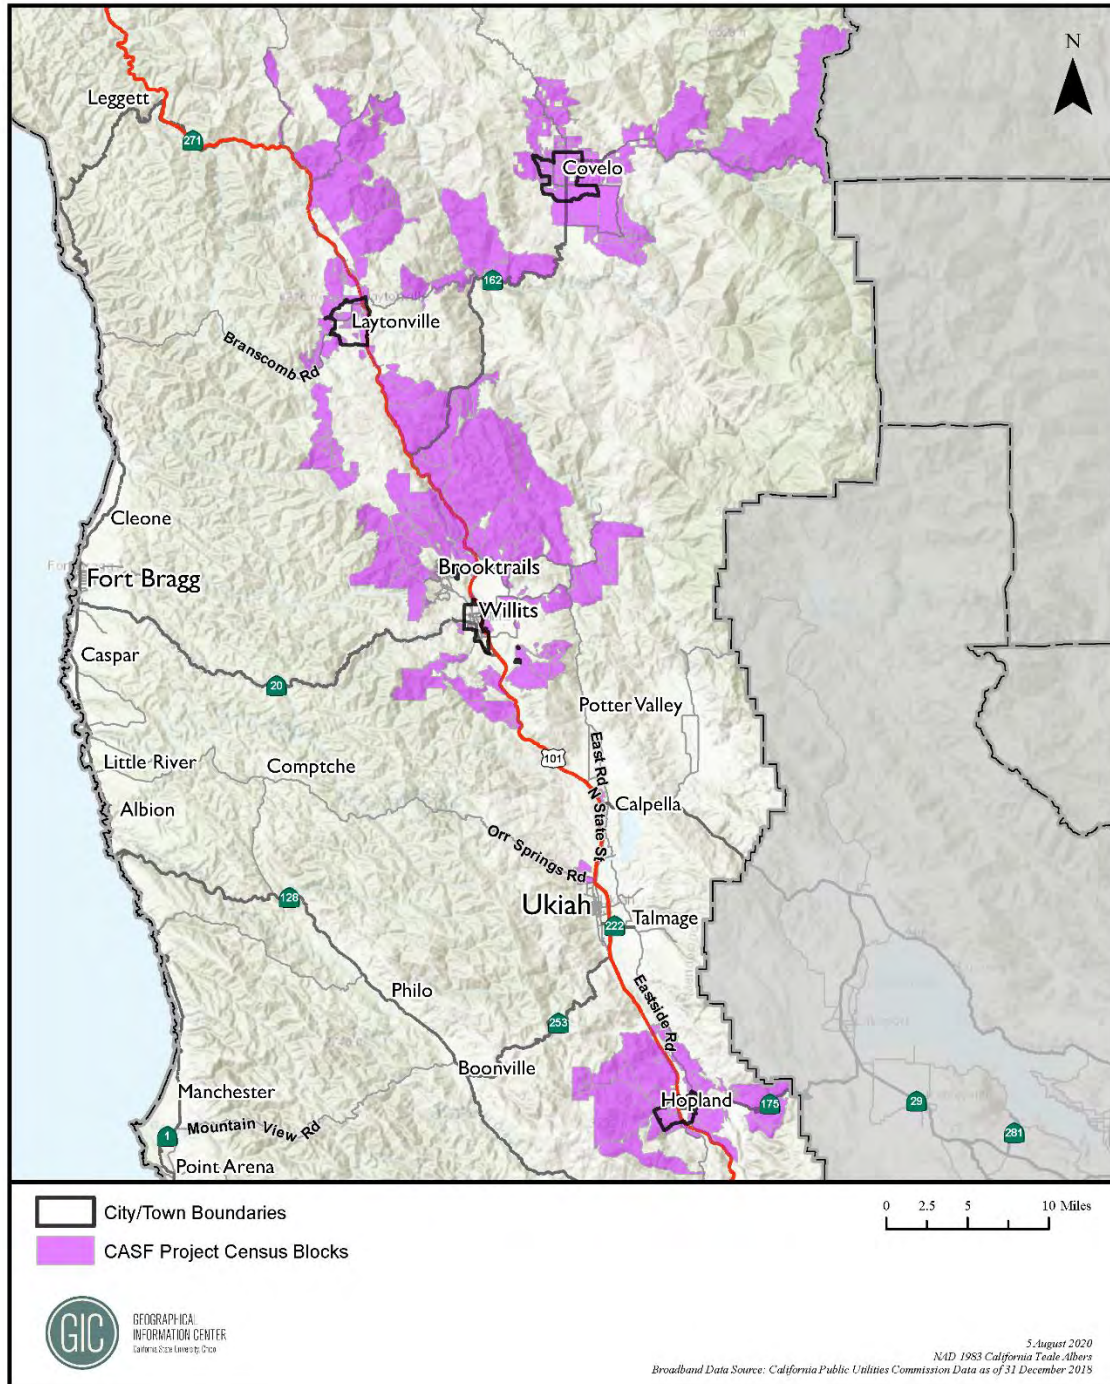 N
Leggett
271
Covelo
162
Laytonville
Branscomb Rd
Cleone
Fort Bragg
Brooktrails
Willits
Caspar
20
Potter Valley
101
East Rd
Little River
Comptche
N State St
Calpella
Albion
Orr Springs Rd
128
Ukiah
222
Talmage
Philo
Eastside Rd
253
Boonville
Manchester
Hopland
175
29
1
Mountain View Rd
281
Point Arena
City/Town Boundaries
CASF Project Census Blocks
0 2.5 5 10 Miles
GIC
GEOGRAPHICAL
INFORMATION CENTER
California State University, Chico
5 August 2020
NAD 1983 California Teale Albers
Broadband Data Source: California Public Utilities Commission Data as of 31 December 2018